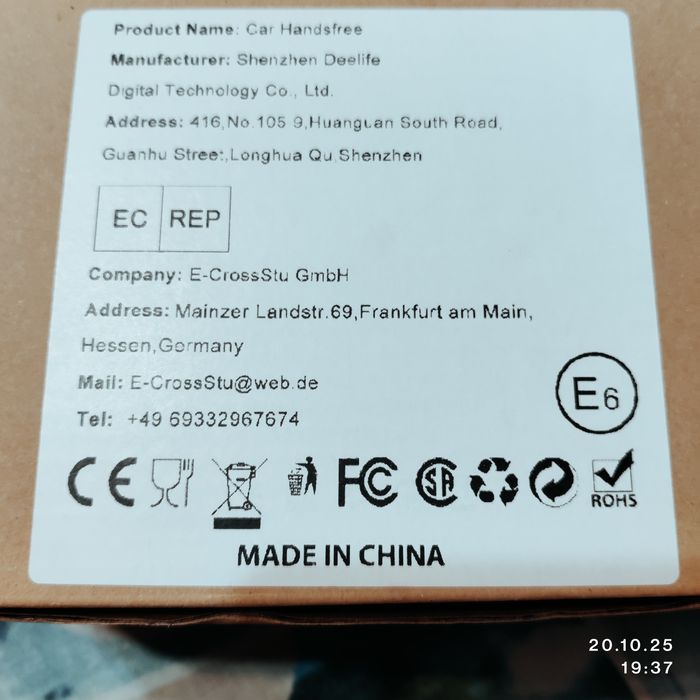 Product Name: Car Handsfree
Manufacturer: Shenzhen Deelife
Digital Technology Co., Ltd.
Address: 416,No.105 9,Huanguan South Road,
Guanhu Street,Longhua Qu,Shenzhen
EC REP
Company: E-CrossStu GmbH
Address: Mainzer Landstr.69,Frankfurt am Main,
Hessen,Germany
Mail: E-CrossStu@web.de
Tel: +49 69332967674
E6
CE FC SA ROHS
MADE IN CHINA
20.10.25
19:37